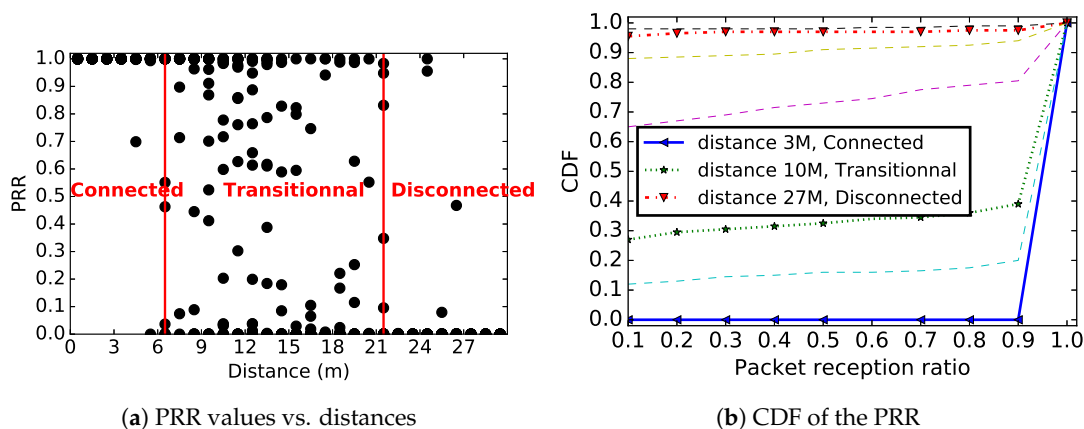 1.0
0.9
0.8
0.7
0.6
0.5
0.4
0.3
0.2
0.1
0.0
PRR
Connected
Transitionnal
Disconnected
0 3 6 9 12 15 18 21 24 27
Distance (m)
(a) PRR values vs. distances
1.0
0.9
0.8
0.7
0.6
0.5
0.4
0.3
0.2
0.1
0.0
CDF
distance 3M, Connected
distance 10M, Transitionnal
distance 27M, Disconnected
0.1 0.2 0.3 0.4 0.5 0.6 0.7 0.8 0.9 1.0
Packet reception ratio
(b) CDF of the PRR